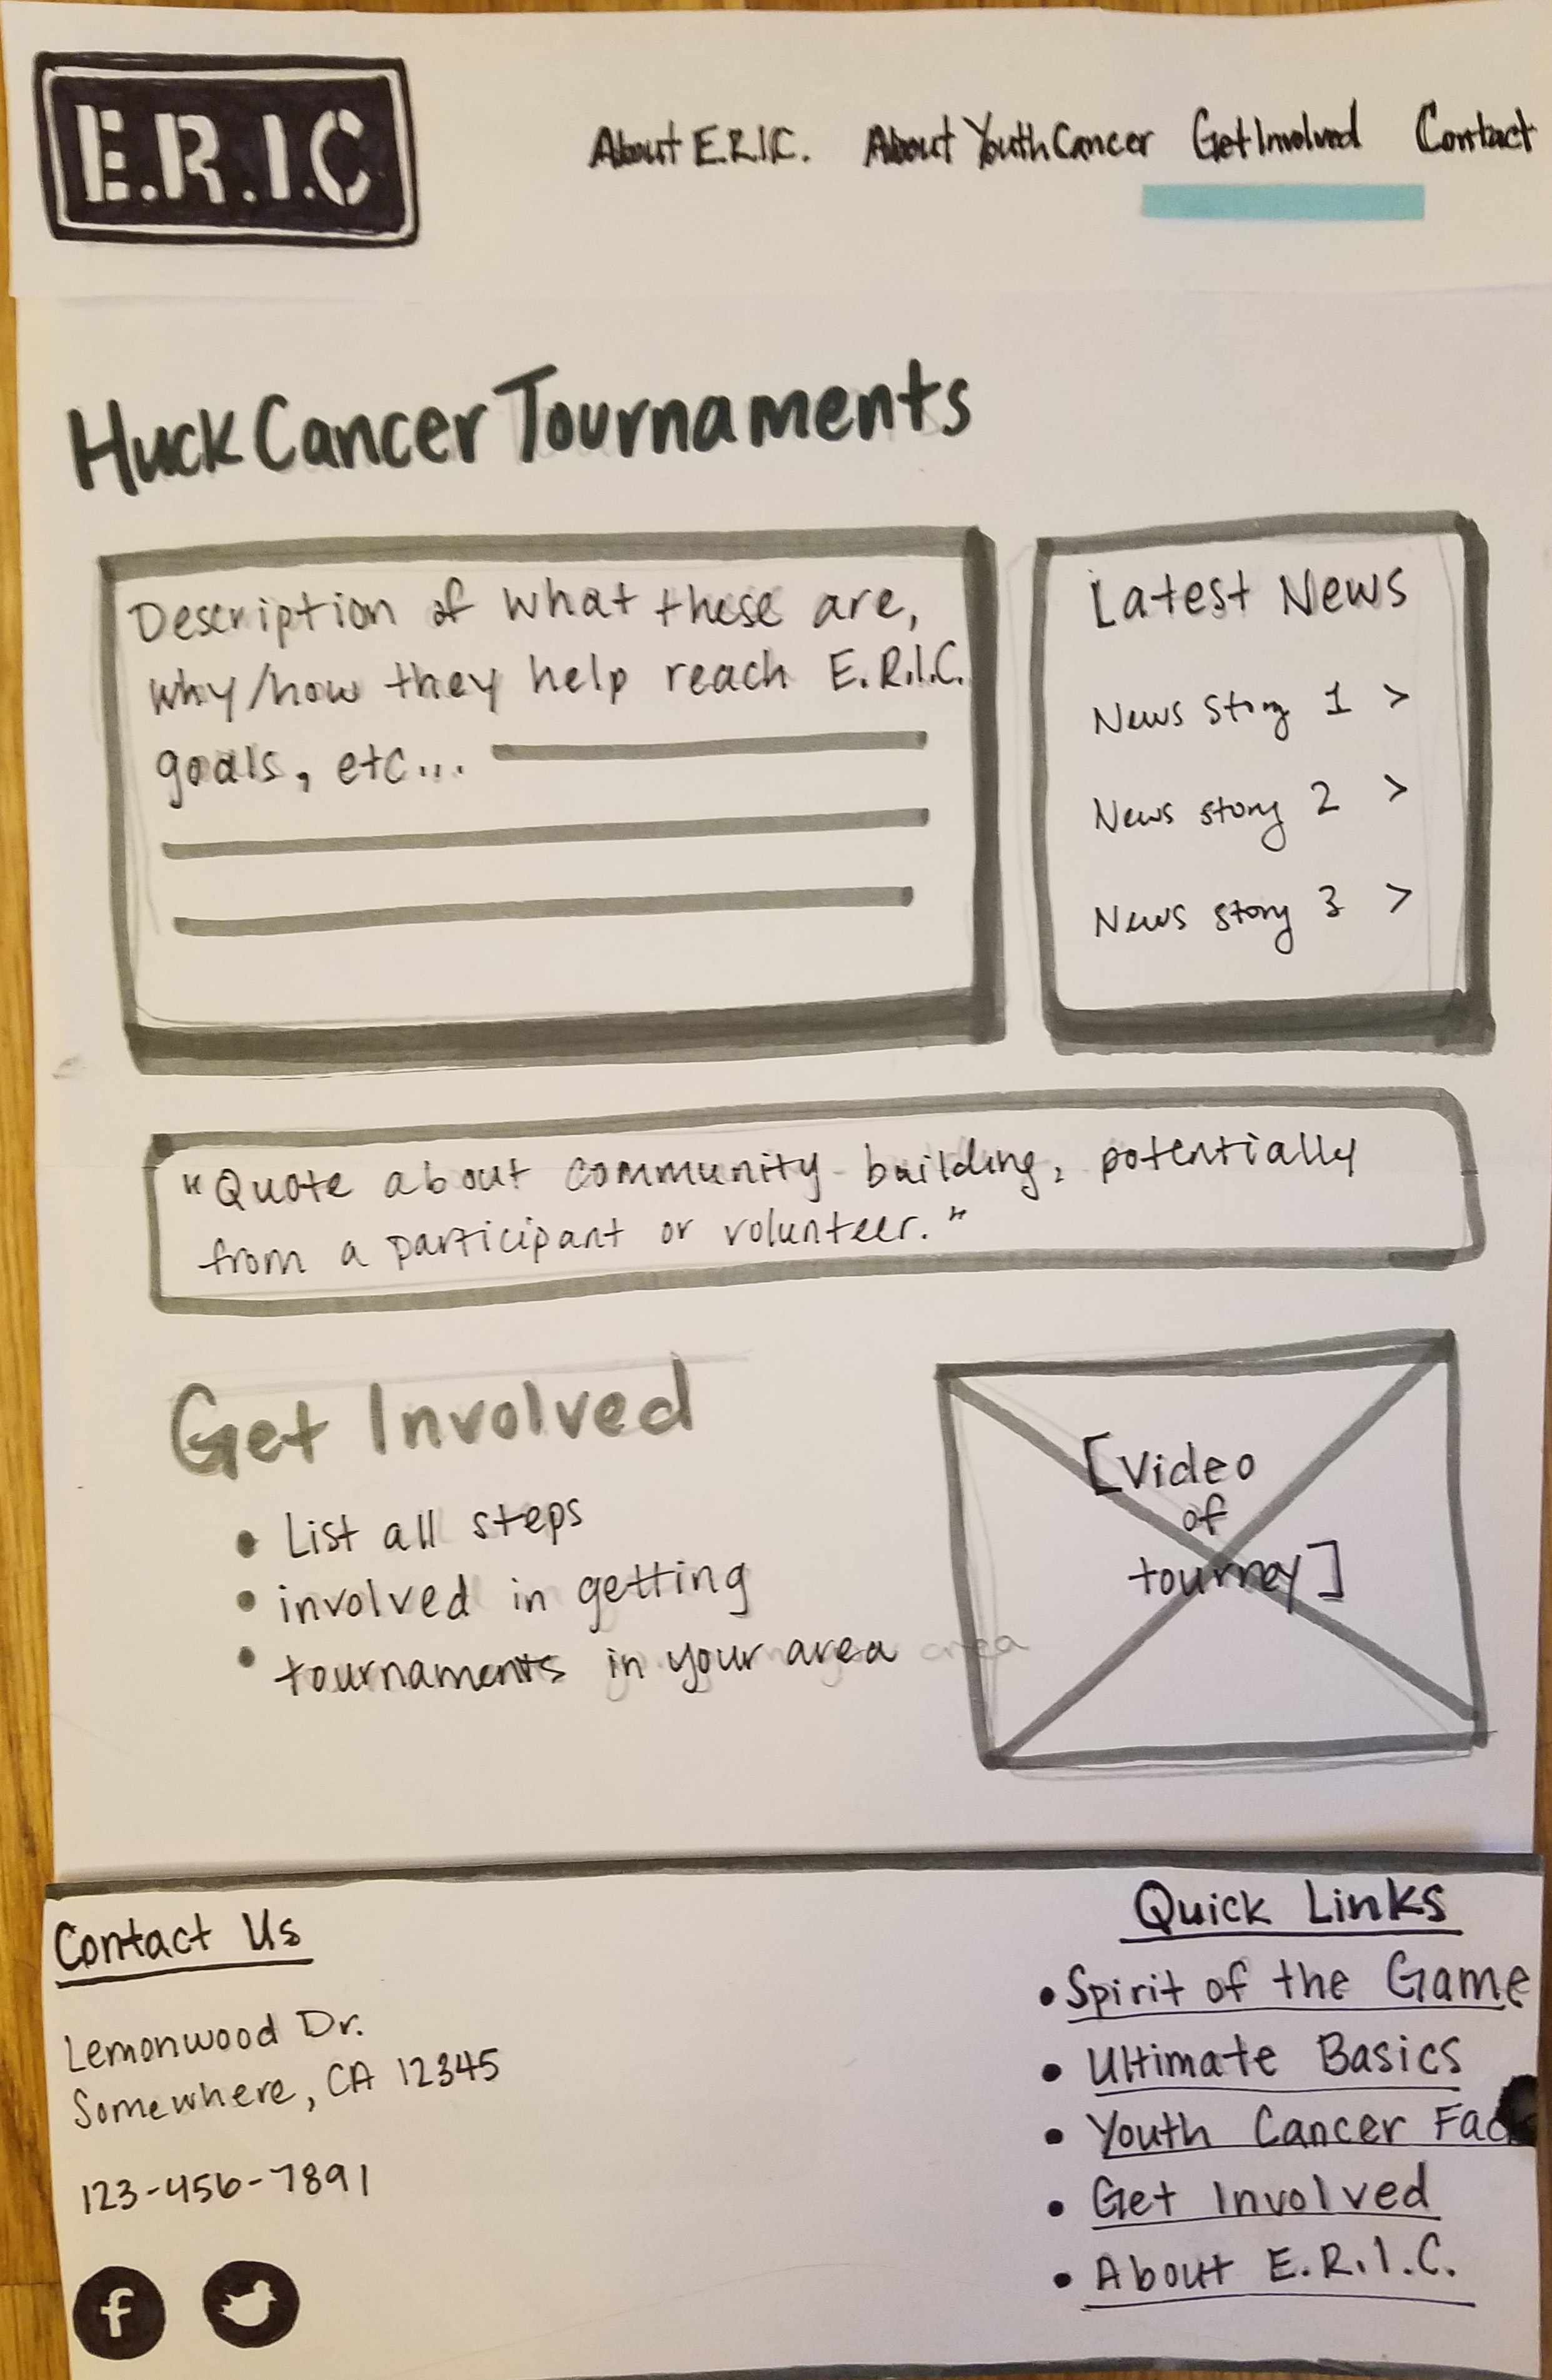 E.R.I.C
About E.R.I.C. About Youth Cancer Get Involved Contact
Huck Cancer Tournaments
Description of what these are,
why/how they help reach E.R.I.C.
goals, etc...
Latest News
News Story 1 >
News story 2 >
News story 3 >
"Quote about community building, potentially
from a participant or volunteer."
Get Involved
• List all steps
• involved in getting
• tournaments in your area area
[Video
of
tourney]
Contact Us
Lemonwood Dr.
Somewhere, CA 12345
123-456-7891
f
Quick Links
• Spirit of the Game
• Ultimate Basics
• Youth Cancer
• Get Involved
• About E.R.I.C.